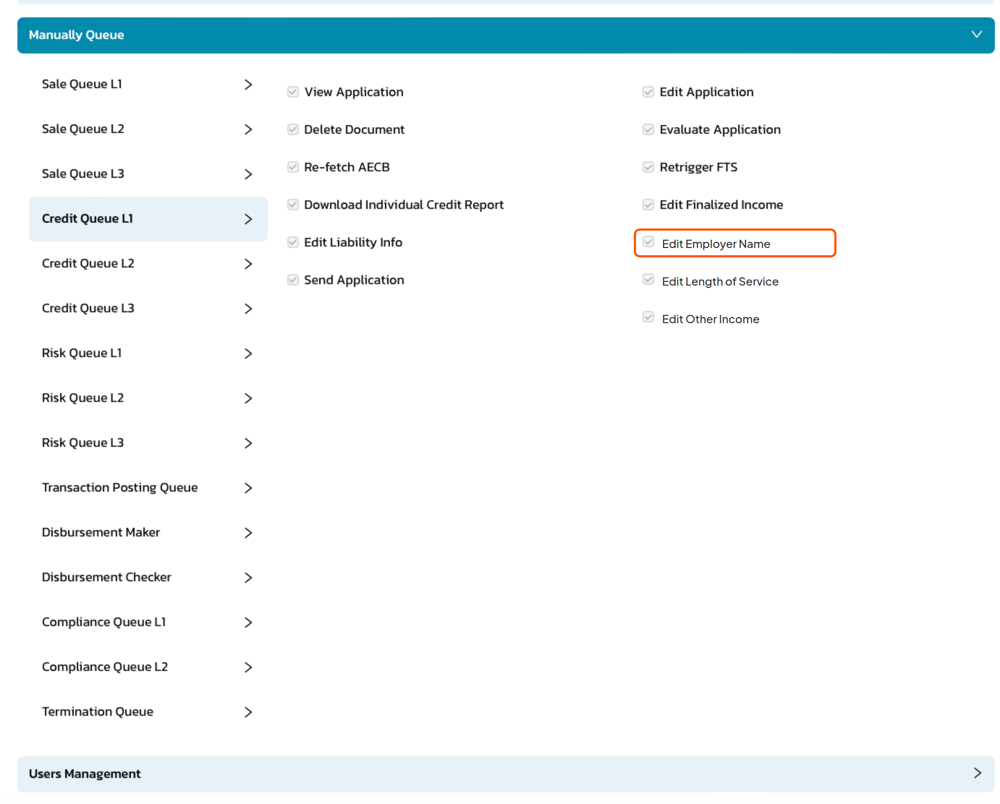 Manually Queue
Sale Queue L1
Sale Queue L2
Sale Queue L3
Credit Queue L1
Credit Queue L2
Credit Queue L3
Risk Queue L1
Risk Queue L2
Risk Queue L3
Transaction Posting Queue
Disbursement Maker
Disbursement Checker
Compliance Queue L1
Compliance Queue L2
Termination Queue
View Application
Delete Document
Re-fetch AECB
Download Individual Credit Report
Edit Liability Info
Send Application
Edit Application
Evaluate Application
Retrigger FTS
Edit Finalized Income
Edit Employer Name
Edit Length of Service
Edit Other Income
Users Management